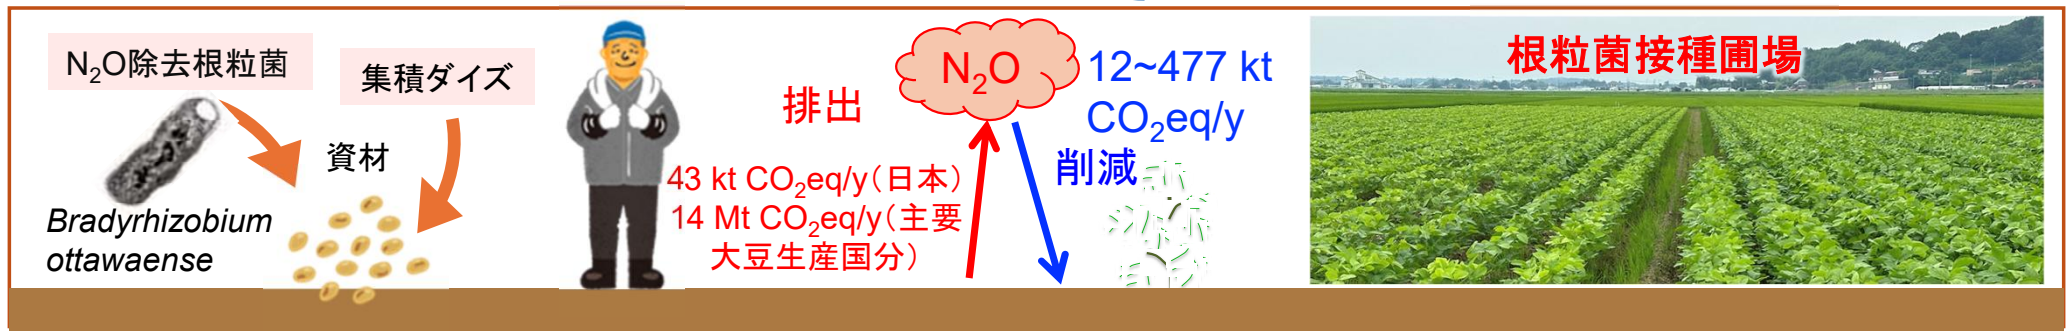 N₂O除去根粒菌
集積ダイズ
資材
Bradyrhizobium
ottawaense
排出
43 kt CO₂eq/y（日本）
14 Mt CO₂eq/y（主要
大豆生産国分）
N₂O
12~477 kt
CO₂eq/y
削減
根粒菌接種圃場